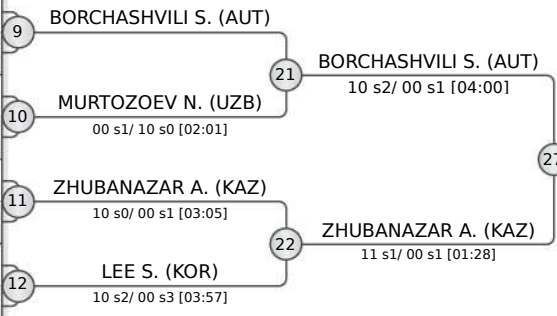 9
BORCHASHVILI S. (AUT)
21
BORCHASHVILI S. (AUT)
10 s2/ 00 s1 [04:00]
10
MURTOZOEV N. (UZB)
00 s1/ 10 s0 [02:01]
27
11
ZHUBANAZAR A. (KAZ)
10 s0/ 00 s1 [03:05]
22
ZHUBANAZAR A. (KAZ)
11 s1/ 00 s1 [01:28]
12
LEE S. (KOR)
10 s2/ 00 s3 [03:57]